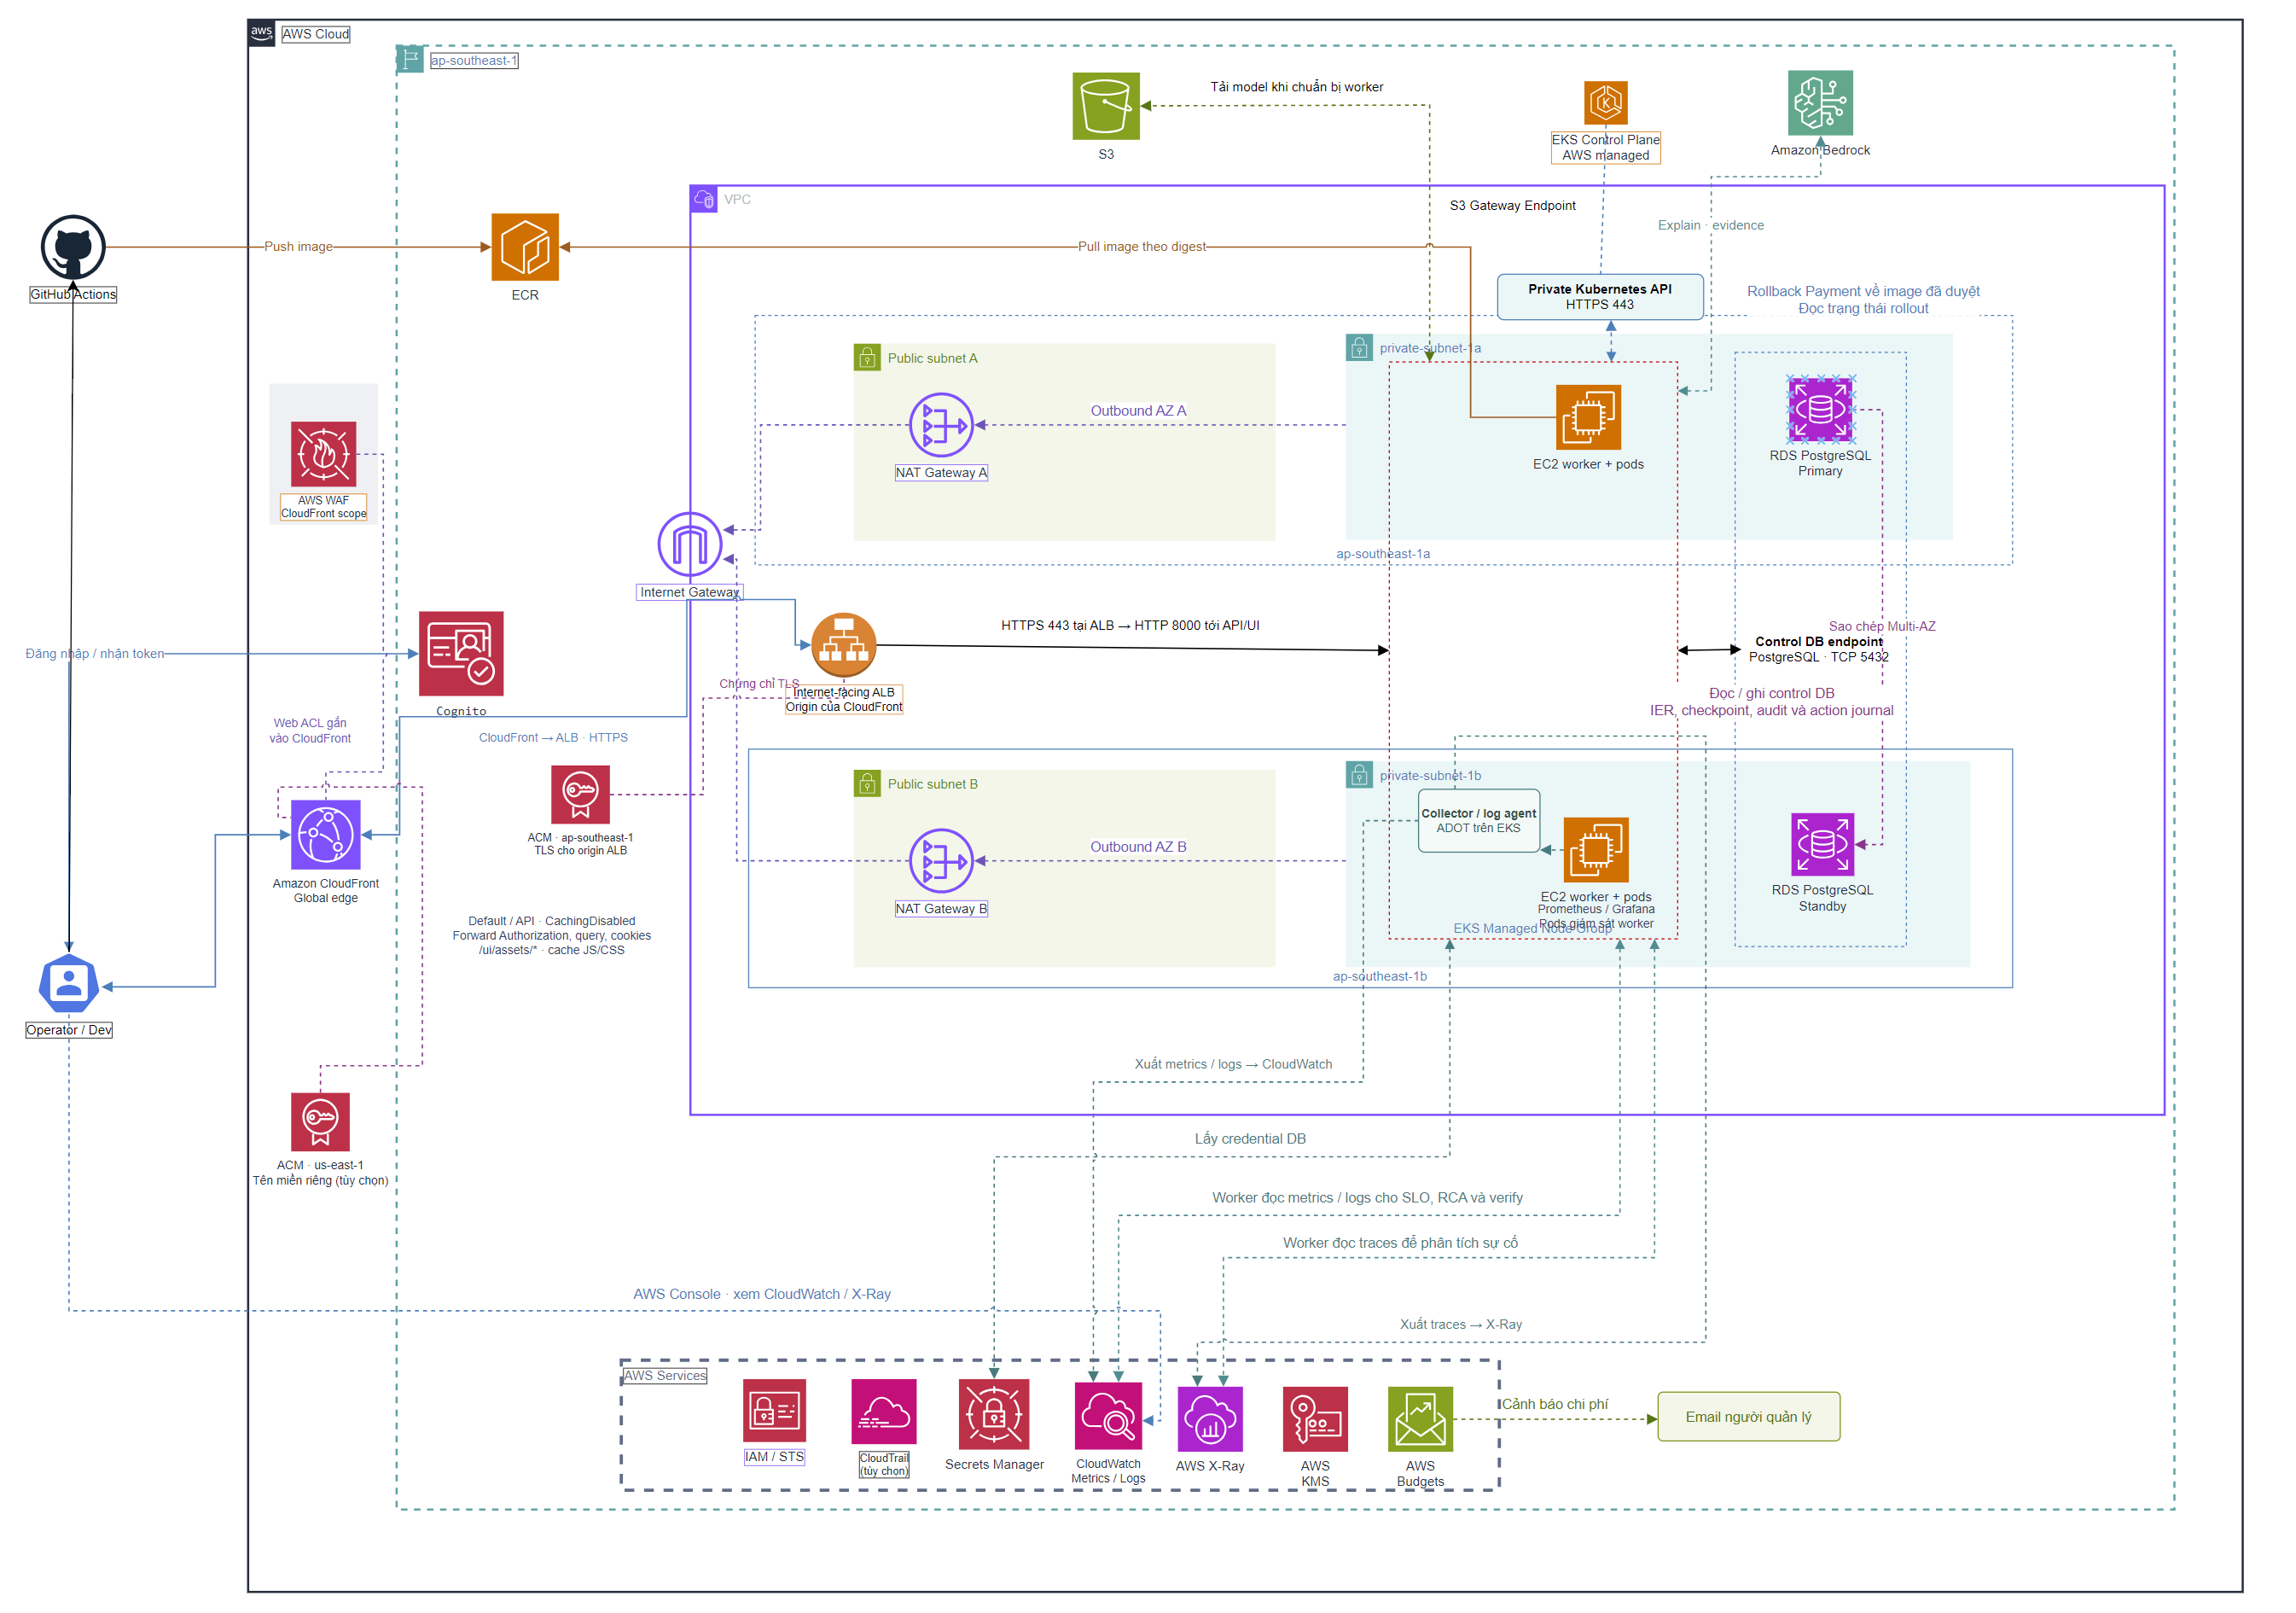 aws
AWS Cloud
ap-southeast-1
S3
Tải model khi chuẩn bị worker
EKS Control Plane
AWS managed
Amazon Bedrock
VPC
S3 Gateway Endpoint
Explain · evidence
GitHub Actions
Push image
ECR
Pull image theo digest
Private Kubernetes API
HTTPS 443
Rollback Payment về image đã duyệt
Đọc trạng thái rollout
Public subnet A
private-subnet-1a
NAT Gateway A
Outbound AZ A
EC2 worker + pods
RDS PostgreSQL
Primary
AWS WAF
CloudFront scope
ap-southeast-1a
Internet Gateway
HTTPS 443 tại ALB → HTTP 8000 tới API/UI
Sao chép Multi-AZ
Control DB endpoint
PostgreSQL · TCP 5432
Đăng nhập / nhận token
Cognito
Chứng chỉ TLS
Internet-facing ALB
Origin của CloudFront
Đọc / ghi control DB
IER, checkpoint, audit và action journal
Web ACL gắn
vào CloudFront
CloudFront → ALB · HTTPS
Public subnet B
private-subnet-1b
Collector / log agent
ADOT trên EKS
ACM · ap-southeast-1
TLS cho origin ALB
Outbound AZ B
NAT Gateway B
Amazon CloudFront
Global edge
EC2 worker + pods
Prometheus / Grafana
Pods giám sát worker
EKS Managed Node Group
RDS PostgreSQL
Standby
Default / API · CachingDisabled
Forward Authorization, query, cookies
/ui/assets/* · cache JS/CSS
ap-southeast-1b
Operator / Dev
Xuất metrics / logs → CloudWatch
Lấy credential DB
ACM · us-east-1
Tên miền riêng (tùy chọn)
Worker đọc metrics / logs cho SLO, RCA và verify
Worker đọc traces để phân tích sự cố
AWS Console · xem CloudWatch / X-Ray
Xuất traces → X-Ray
AWS Services
IAM / STS
CloudTrail
(tùy chọn)
Secrets Manager
CloudWatch
Metrics / Logs
AWS X-Ray
AWS
KMS
AWS
Budgets
Cảnh báo chi phí
Email người quản lý